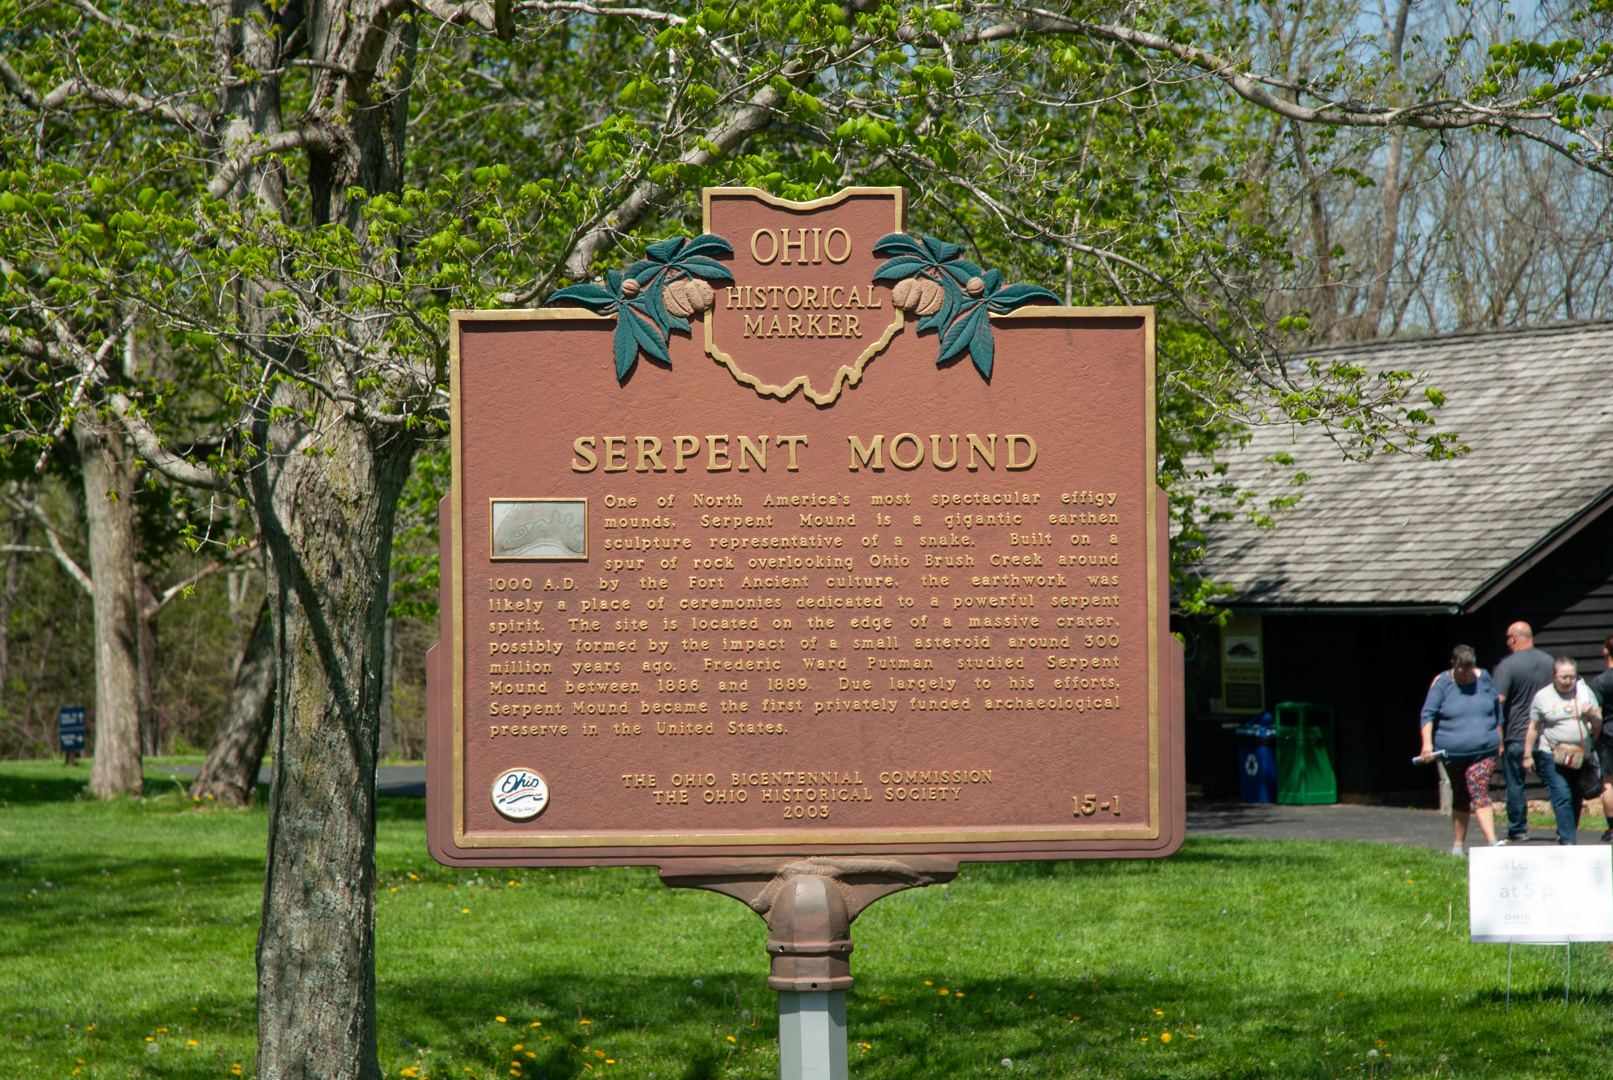 OHIO
HISTORICAL
MARKER
SERPENT MOUND
One of North America's most spectacular effigy
mounds, Serpent Mound is a gigantic earthen
sculpture representative of a snake. Built on a
spur of rock overlooking Ohio Brush Creek around
1000 A.D. by the Fort Ancient culture, the earthwork was
likely a place of ceremonies dedicated to a powerful serpent
spirit. The site is located on the edge of a massive crater,
possibly formed by the impact of a small asteroid around 300
million years ago. Frederic Ward Putman studied Serpent
Mound between 1886 and 1889. Due largely to his efforts,
Serpent Mound became the first privately funded archaeological
preserve in the United States.
Ohio
THE OHIO BICENTENNIAL COMMISSION
THE OHIO HISTORICAL SOCIETY
2003
15-1
at 5
OHIO